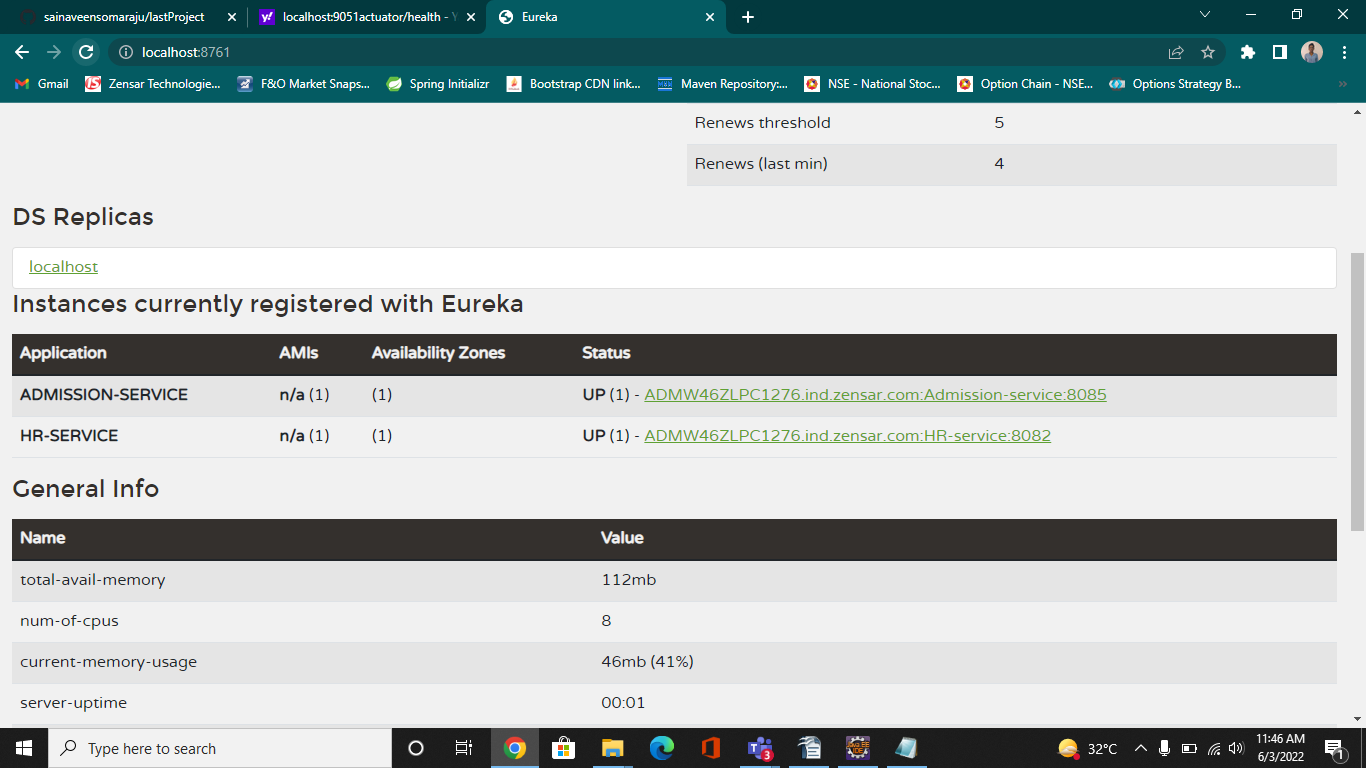 sainaveensomaraju/lastProject
localhost:9051actuator/health - Y
Eureka
localhost:8761
Gmail
Zensar Technologie...
F&O Market Snaps...
Spring Initializr
Bootstrap CDN link...
Maven Repository:...
NSE - National Stoc...
Option Chain - NSE...
Options Strategy B...
Renews threshold 5
Renews (last min) 4
DS Replicas
localhost
Instances currently registered with Eureka
Application AMIs Availability Zones Status
ADMISSION-SERVICE n/a (1) (1) UP (1) - ADMW46ZLPC1276.ind.zensar.com:Admission-service:8085
HR-SERVICE n/a (1) (1) UP (1) - ADMW46ZLPC1276.ind.zensar.com:HR-service:8082
General Info
Name Value
total-avail-memory 112mb
num-of-cpus 8
current-memory-usage 46mb (41%)
server-uptime 00:01
Type here to search
3
32°C
11:46 AM
6/3/2022
1